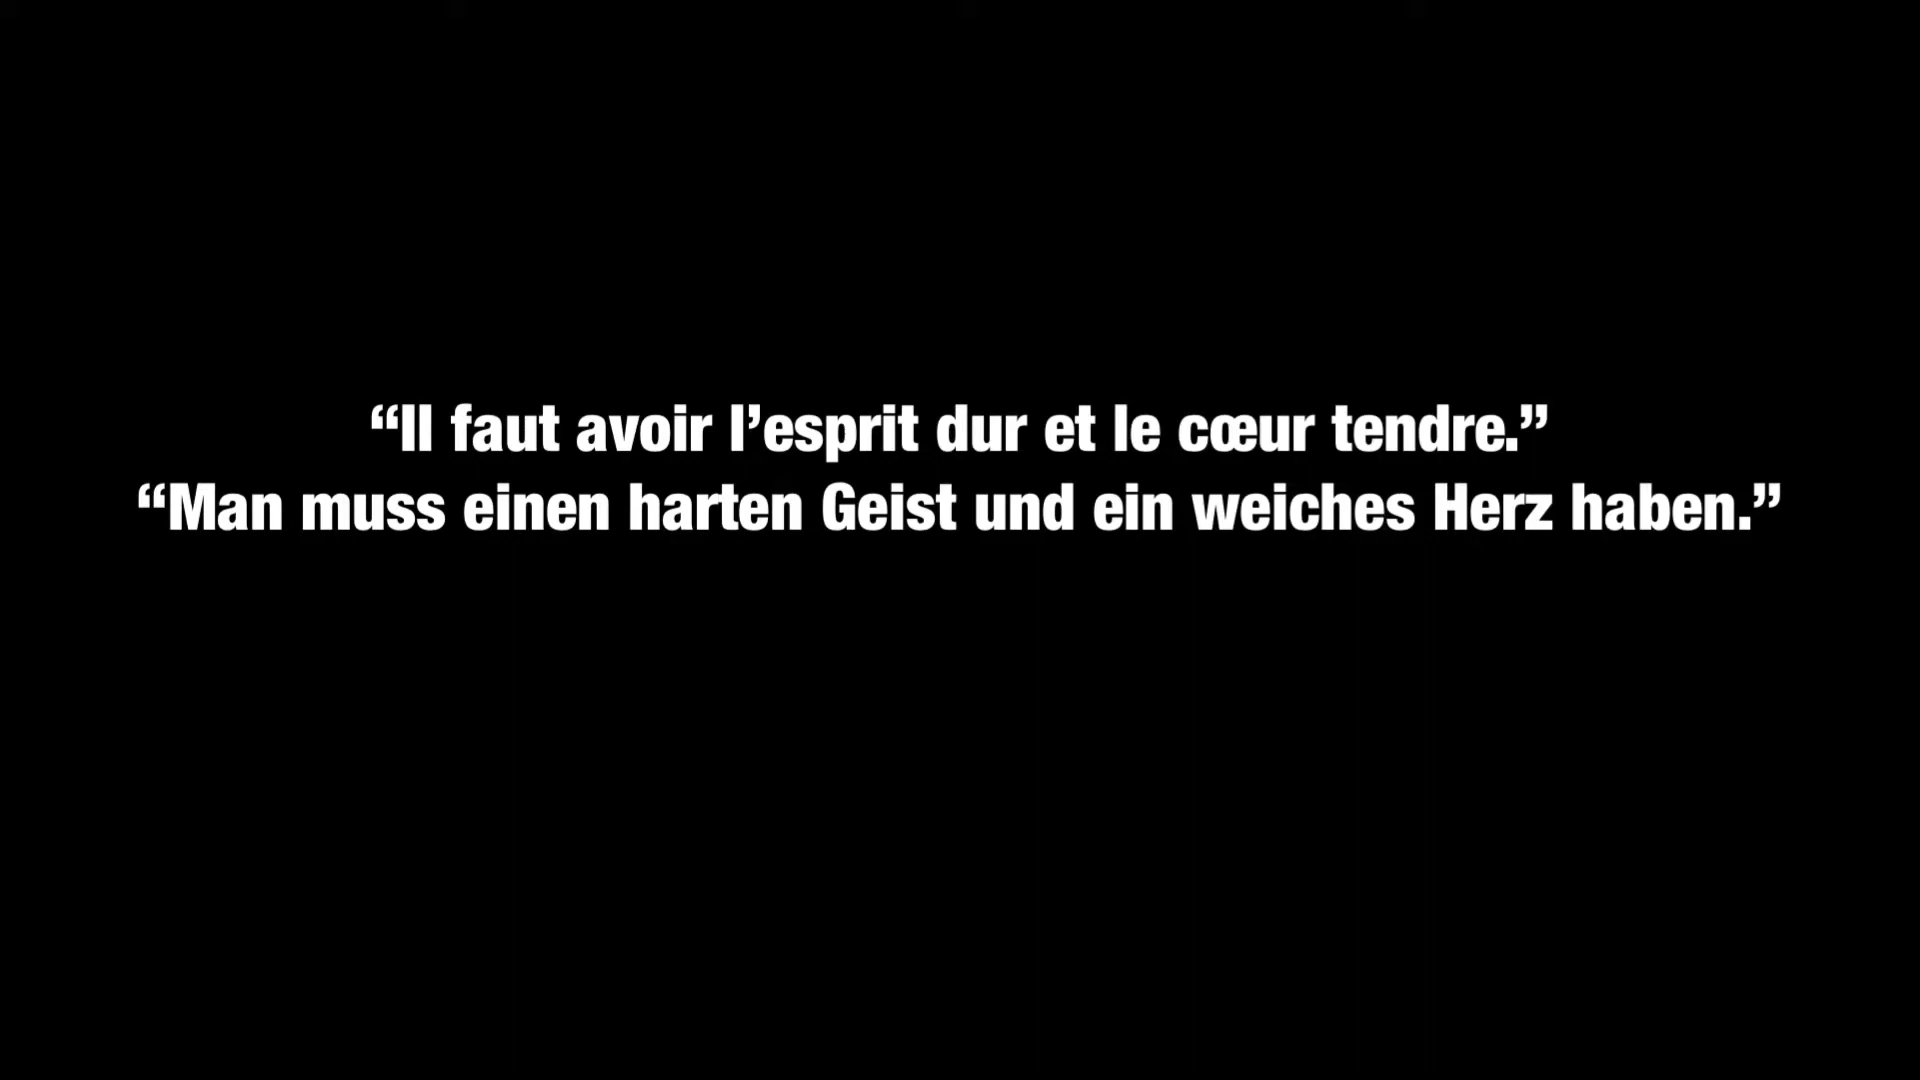 “Il faut avoir l’esprit dur et le cœur tendre.”
“Man muss einen harten Geist und ein weiches Herz haben.”